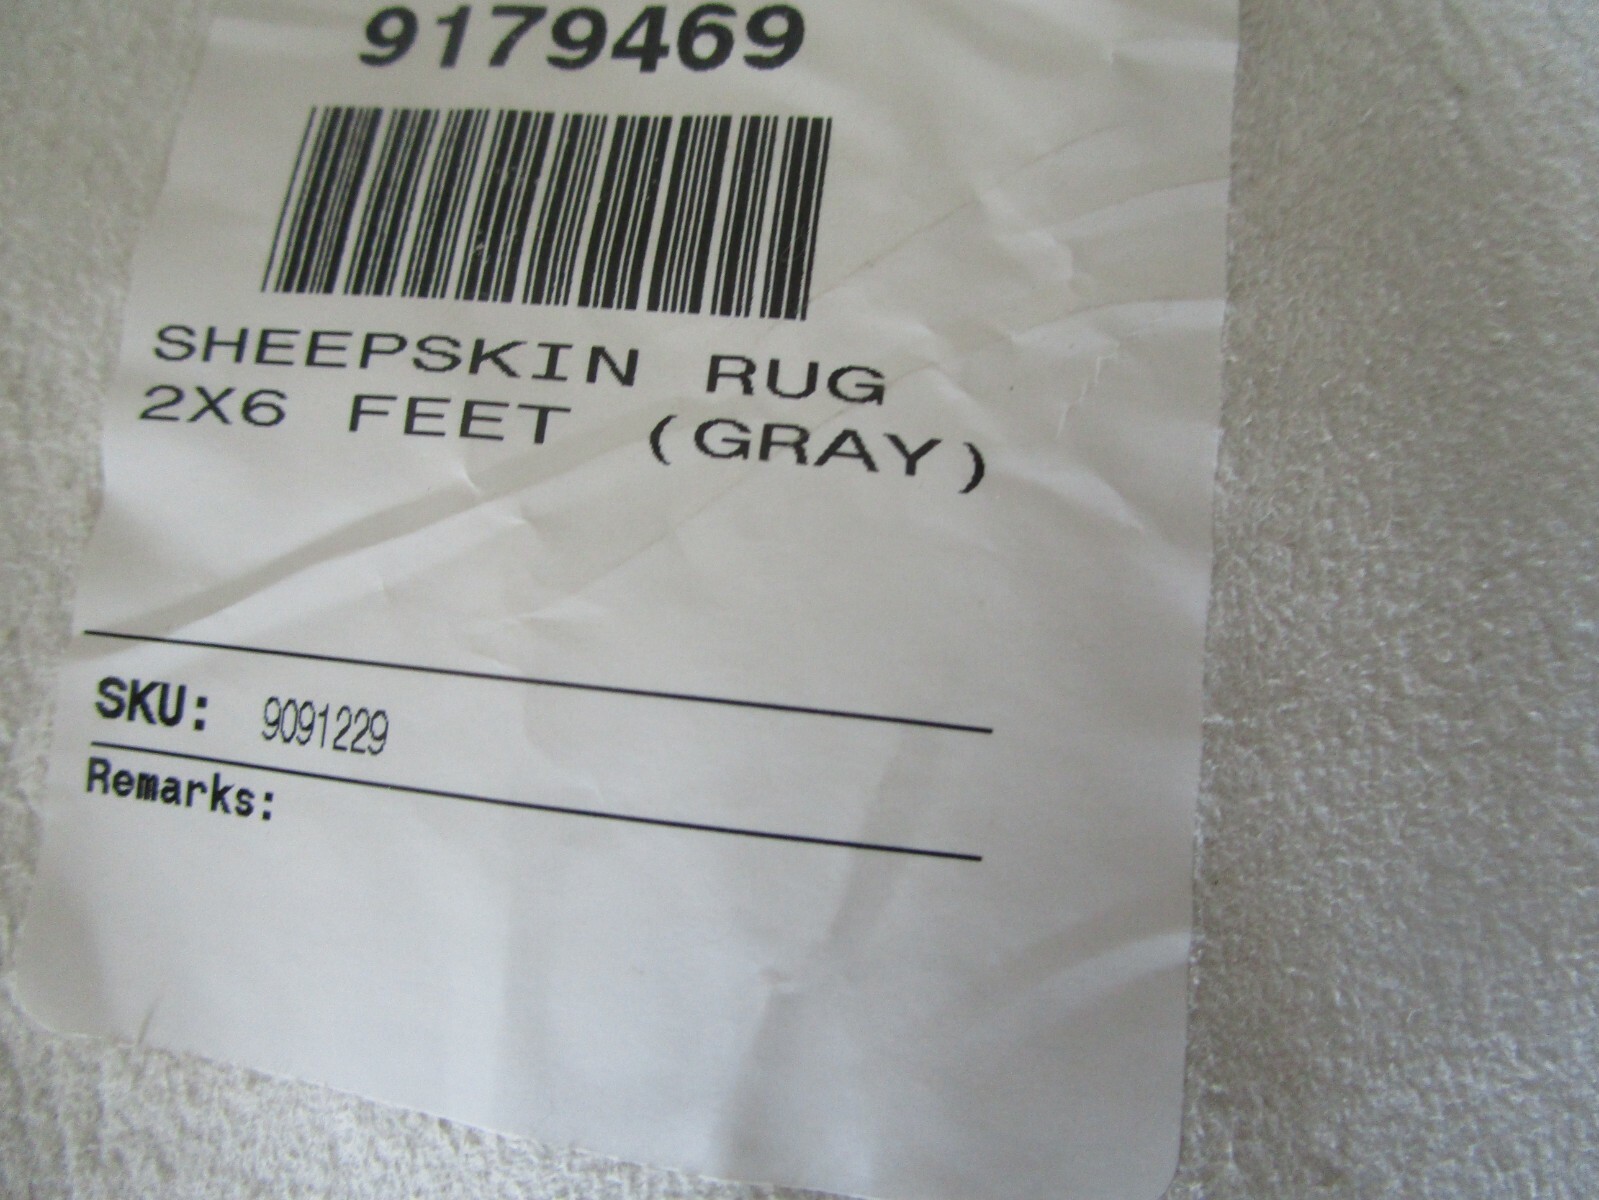 9179469
SHEEPSKIN RUG
2X6 FEET (GRAY)
SKU: 9091229
Remarks: